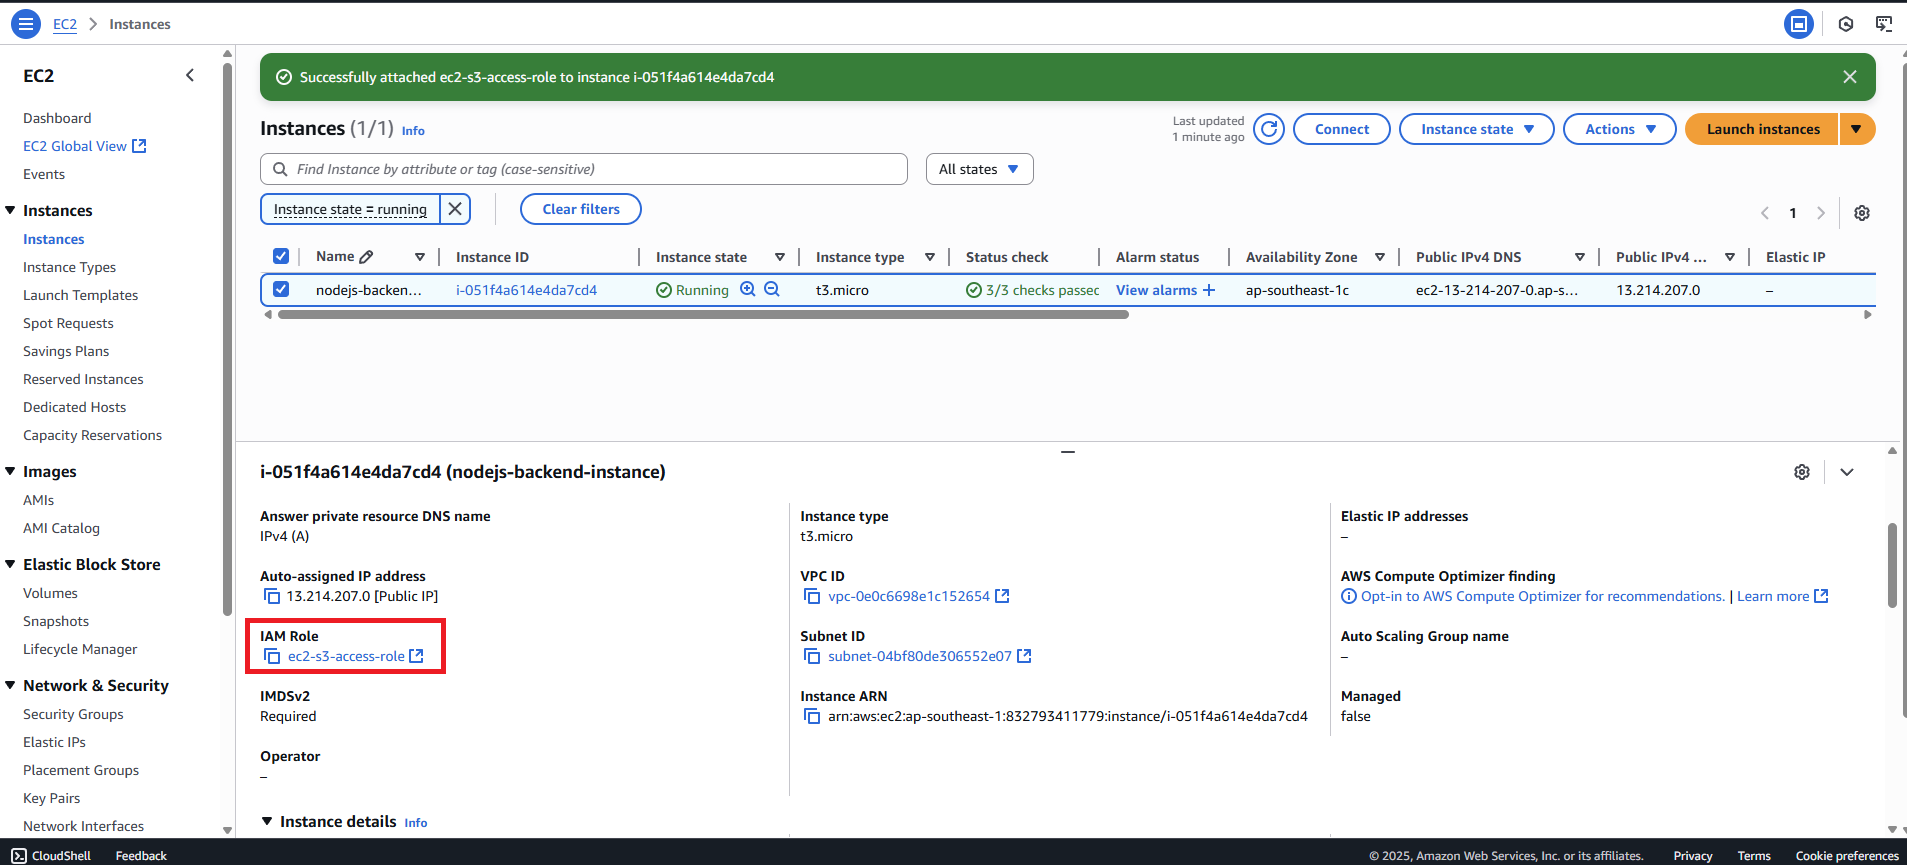 EC2 > Instances
EC2
Dashboard
EC2 Global View
Events
Instances
Instances
Instance Types
Launch Templates
Spot Requests
Savings Plans
Reserved Instances
Dedicated Hosts
Capacity Reservations
Images
AMIs
AMI Catalog
Elastic Block Store
Volumes
Snapshots
Lifecycle Manager
Network & Security
Security Groups
Elastic IPs
Placement Groups
Key Pairs
Network Interfaces
Successfully attached ec2-s3-access-role to instance i-051f4a614e4da7cd4
Instances (1/1) Info
Last updated
1 minute ago
Connect
Instance state
Actions
Launch instances
Find Instance by attribute or tag (case-sensitive)
All states
Instance state = running
Clear filters
1
Name Instance ID Instance state Instance type Status check Alarm status Availability Zone Public IPv4 DNS Public IPv4 ... Elastic IP
nodejs-backen... i-051f4a614e4da7cd4 Running t3.micro 3/3 checks passed View alarms + ap-southeast-1c ec2-13-214-207-0.ap-s... 13.214.207.0 –
i-051f4a614e4da7cd4 (nodejs-backend-instance)
Answer private resource DNS name
IPv4 (A)
Auto-assigned IP address
13.214.207.0 [Public IP]
IAM Role
ec2-s3-access-role
IMDSv2
Required
Operator
–
Instance type
t3.micro
VPC ID
vpc-0e0c6698e1c152654
Subnet ID
subnet-04bf80de306552e07
Instance ARN
arn:aws:ec2:ap-southeast-1:832793411779:instance/i-051f4a614e4da7cd4
Elastic IP addresses
–
AWS Compute Optimizer finding
Opt-in to AWS Compute Optimizer for recommendations. | Learn more
Auto Scaling Group name
–
Managed
false
Instance details Info
CloudShell Feedback © 2025, Amazon Web Services, Inc. or its affiliates. Privacy Terms Cookie preferences